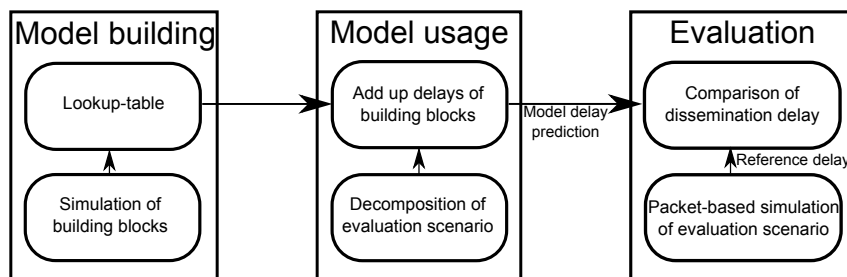 Model building
Lookup-table
Simulation of
building blocks
Model usage
Add up delays of
building blocks
Decomposition of
evaluation scenario
Model delay
prediction
Evaluation
Comparison of
dissemination delay
Reference delay
Packet-based simulation
of evaluation scenario